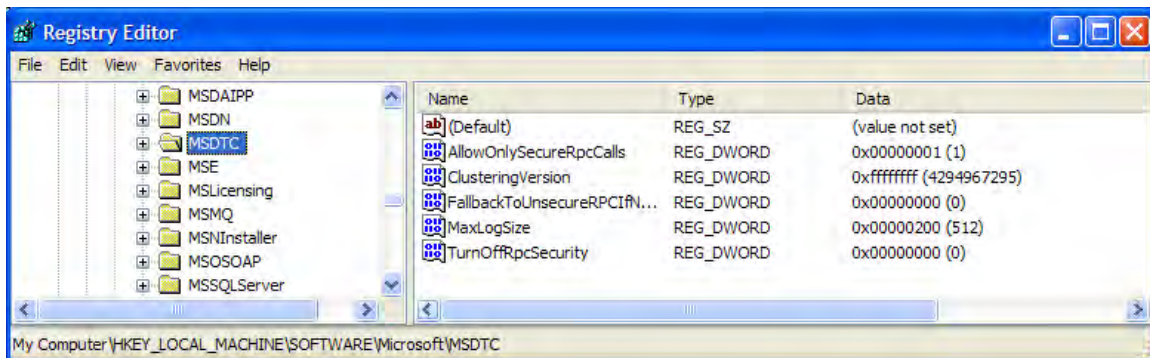 Registry Editor
File Edit View Favorites Help
MSDAIPP
MSDN
MSDTC
MSE
MSLicensing
MSMQ
MSNInstaller
MSOSOAP
MSSQLServer
Name Type Data
ab (Default) REG_SZ (value not set)
AllowOnlySecureRpcCalls REG_DWORD 0x00000001 (1)
ClusteringVersion REG_DWORD 0xffffffff (4294967295)
FallbackToUnsecureRPCIfN... REG_DWORD 0x00000000 (0)
MaxLogSize REG_DWORD 0x00000200 (512)
TurnOffRpcSecurity REG_DWORD 0x00000000 (0)
My Computer\HKEY_LOCAL_MACHINE\SOFTWARE\Microsoft\MSDTC